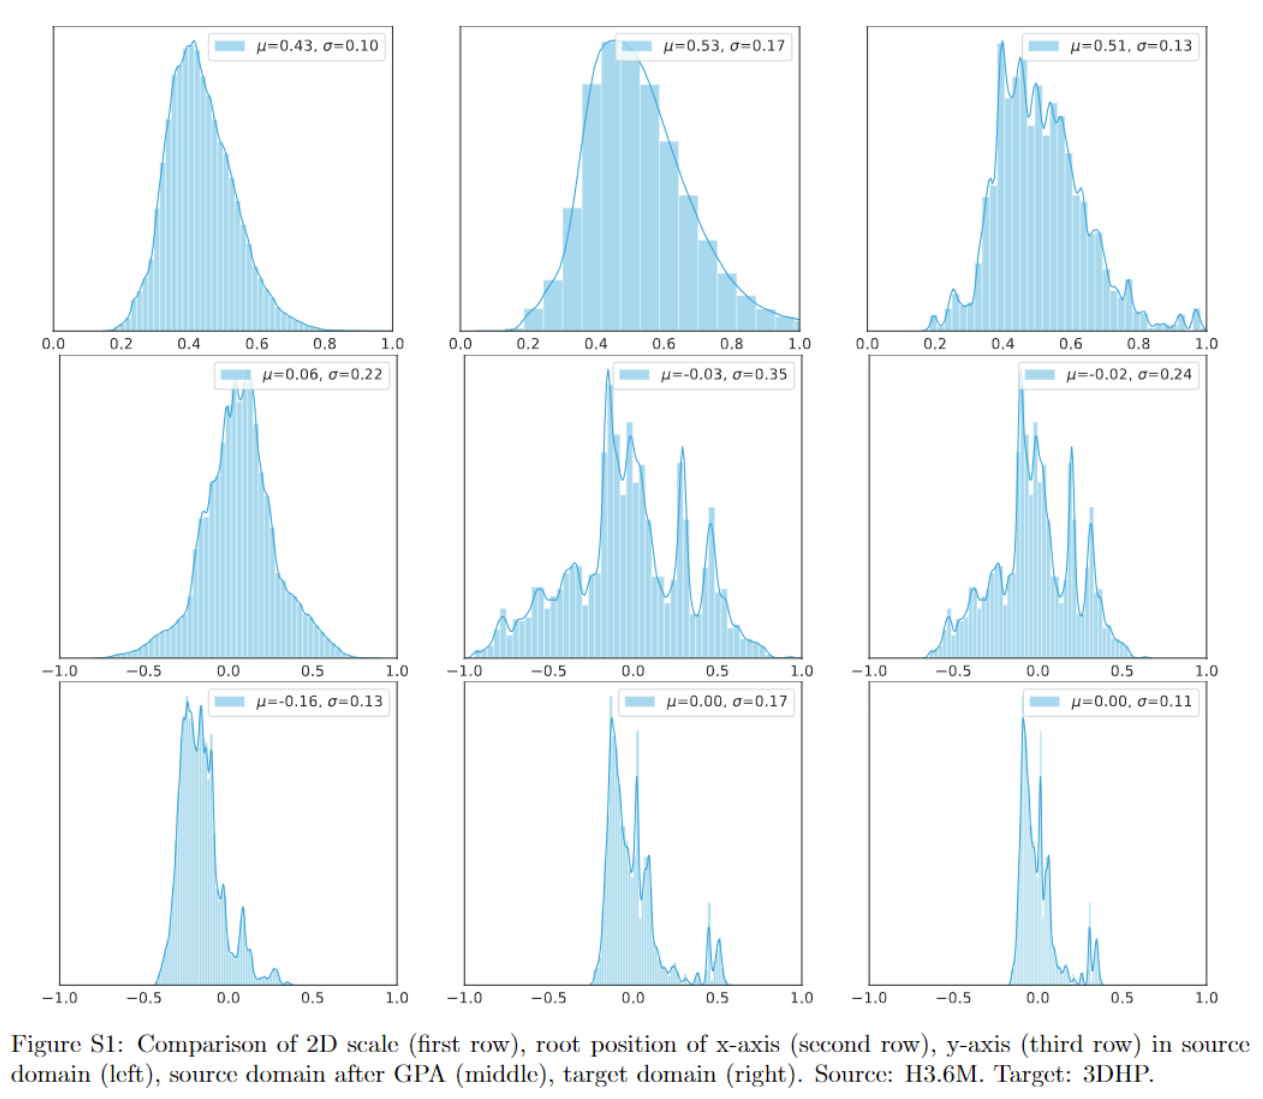 μ=0.43, σ=0.10
μ=0.53, σ=0.17
μ=0.51, σ=0.13
0.0 0.2 0.4 0.6 0.8 1.0
0.0 0.2 0.4 0.6 0.8 1.0
0.0 0.2 0.4 0.6 0.8 1.0
μ=0.06, σ=0.22
μ=-0.03, σ=0.35
μ=-0.02, σ=0.24
−1.0 −0.5 0.0 0.5 1.0
−1.0 −0.5 0.0 0.5 1.0
−1.0 −0.5 0.0 0.5 1.0
μ=-0.16, σ=0.13
μ=0.00, σ=0.17
μ=0.00, σ=0.11
−1.0 −0.5 0.0 0.5 1.0
−1.0 −0.5 0.0 0.5 1.0
−1.0 −0.5 0.0 0.5 1.0
Figure S1: Comparison of 2D scale (first row), root position of x-axis (second row), y-axis (third row) in source
domain (left), source domain after GPA (middle), target domain (right). Source: H3.6M. Target: 3DHP.